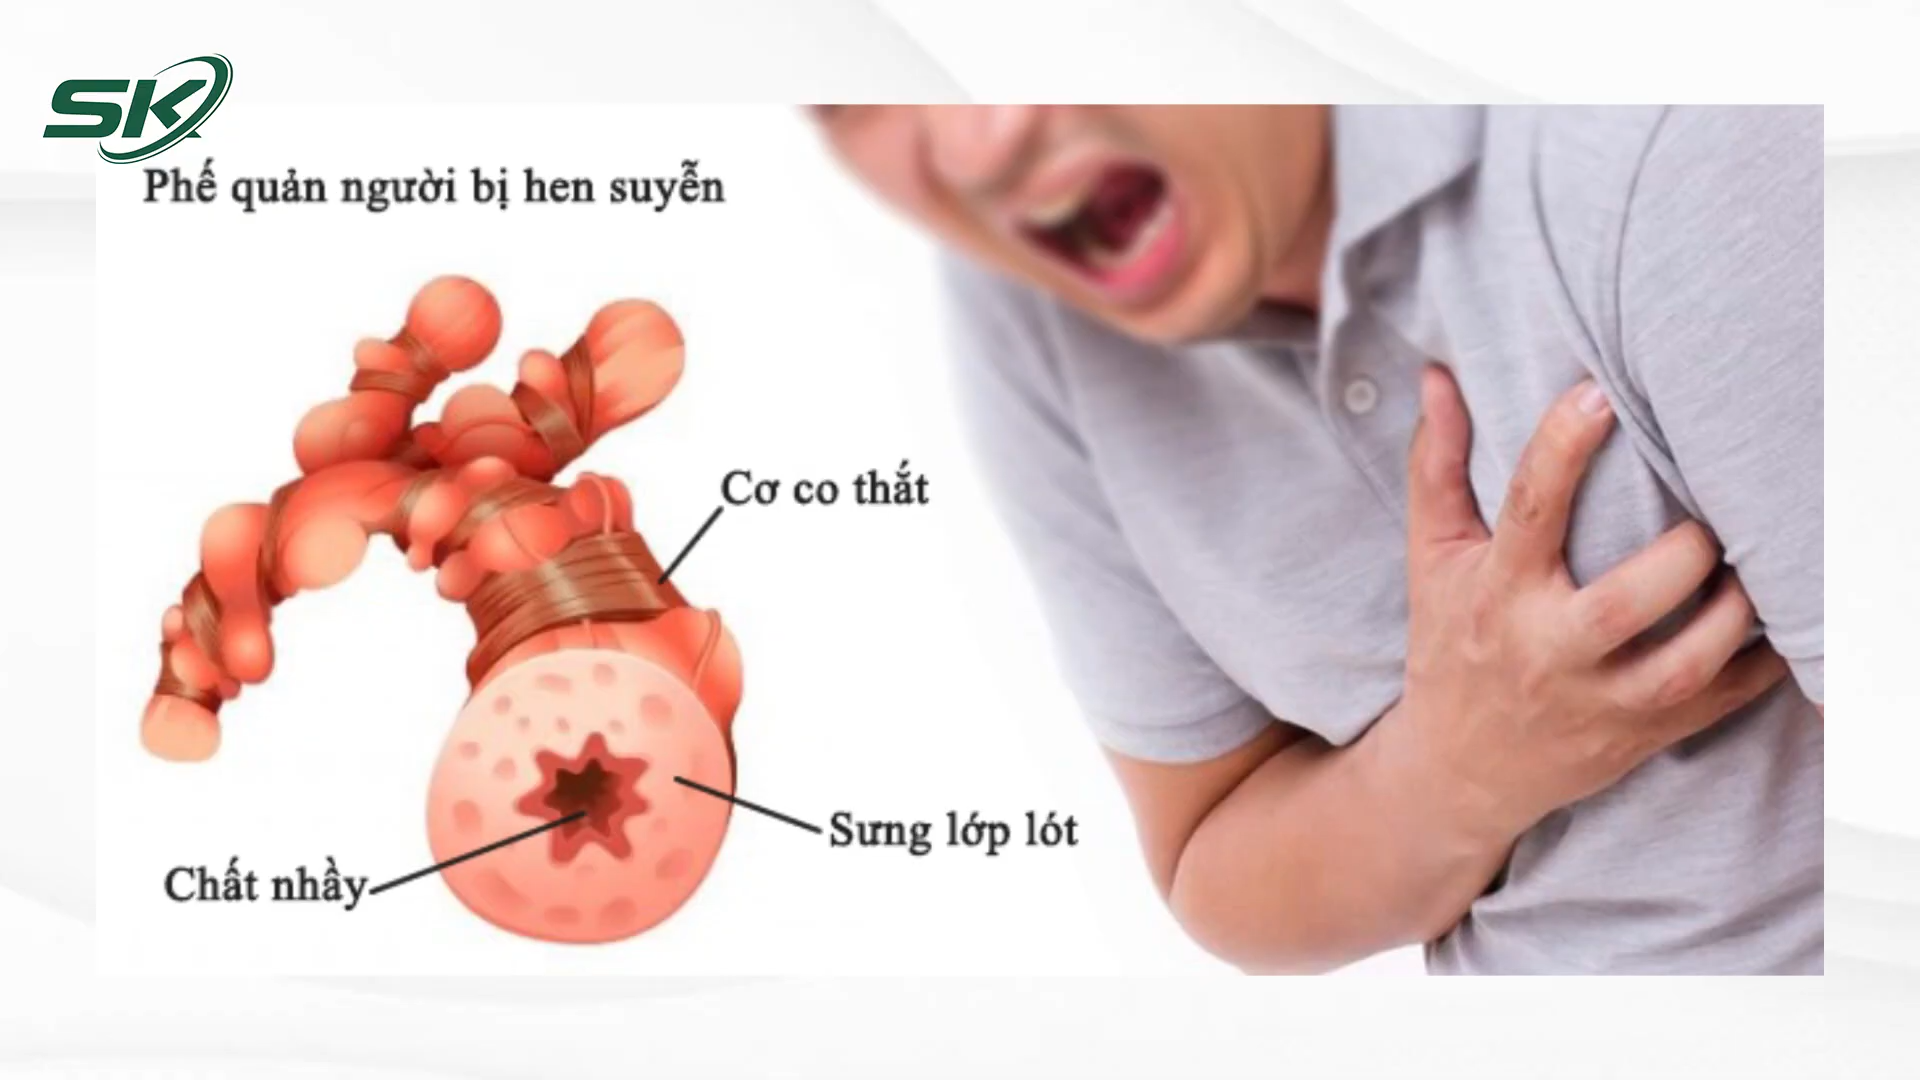 SK
Phế quản người bị hen suyễn
Cơ co thắt
Sưng lớp lót
Chất nhầy